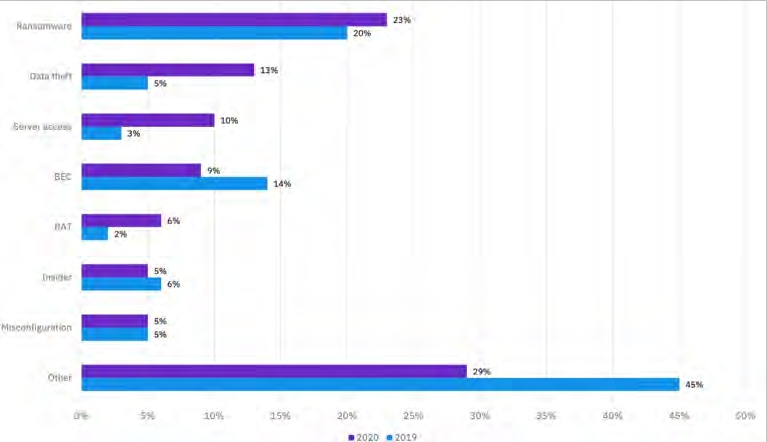 Ransomware
23%
20%
Data theft
13%
5%
Server access
10%
3%
BEC
9%
14%
RAT
6%
2%
Insider
5%
6%
Misconfiguration
5%
5%
Other
29%
45%
0% 5% 10% 15% 20% 25% 30% 35% 40% 45% 50%
2020 2019